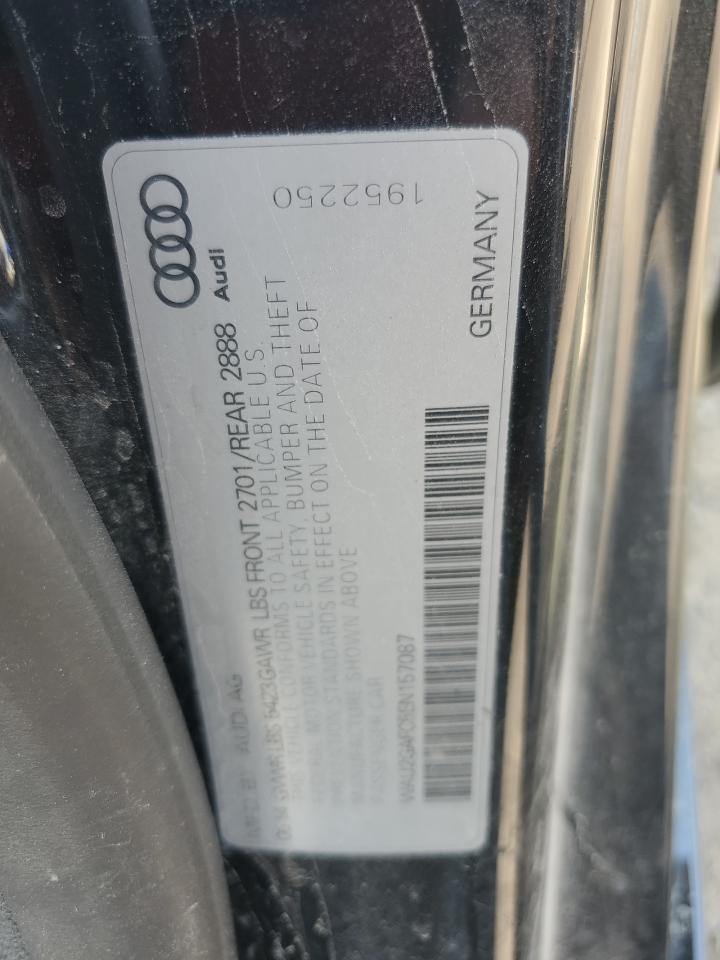 Audi
1952250
MFD BY AUDI AG
GVWR LBS 5423 GAWR LBS FRONT 2701/REAR 2888
THIS VEHICLE CONFORMS TO ALL APPLICABLE U.S.
FEDERAL MOTOR VEHICLE SAFETY, BUMPER AND THEFT
PREVENTION STANDARDS IN EFFECT ON THE DATE OF
MANUFACTURE SHOWN ABOVE
PASSENGER CAR
GERMANY